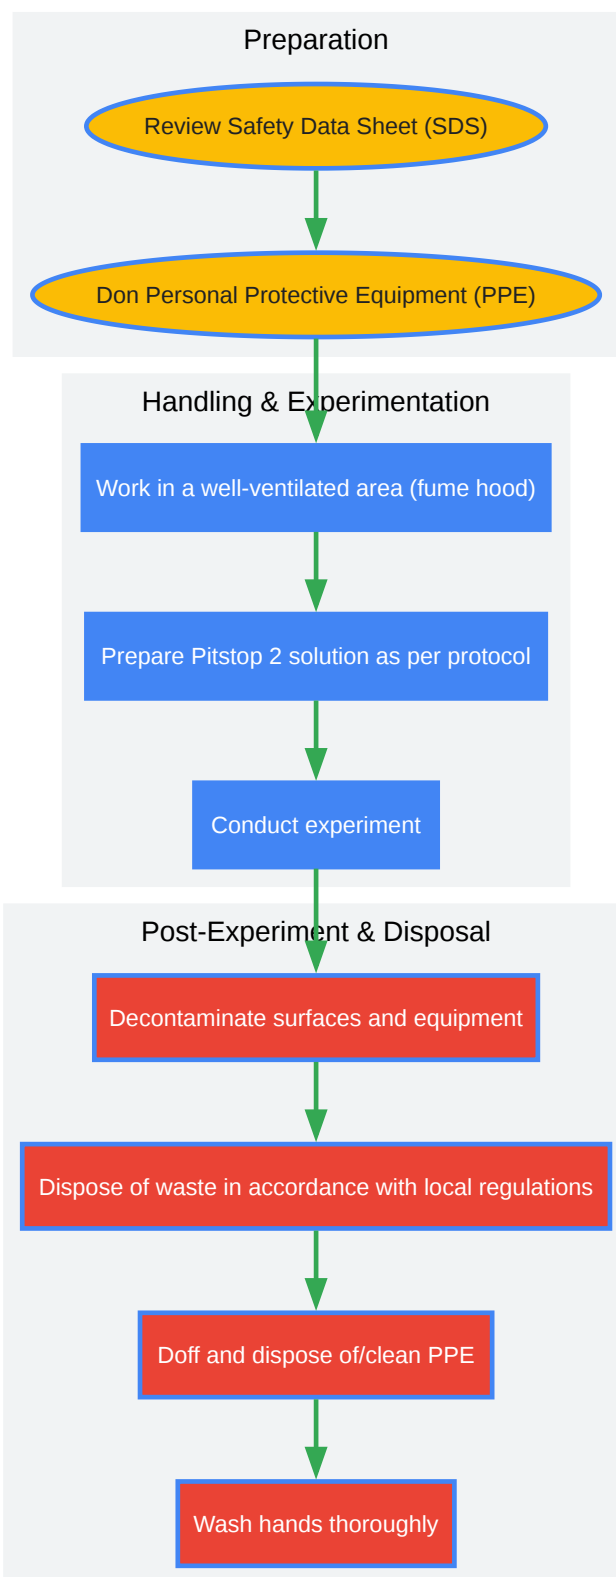 Preparation
Review Safety Data Sheet (SDS)
Don Personal Protective Equipment (PPE)
Handling & Experimentation
Work in a well-ventilated area (fume hood)
Prepare Pitstop 2 solution as per protocol
Conduct experiment
Post-Experiment & Disposal
Decontaminate surfaces and equipment
Dispose of waste in accordance with local regulations
Doff and dispose of/clean PPE
Wash hands thoroughly